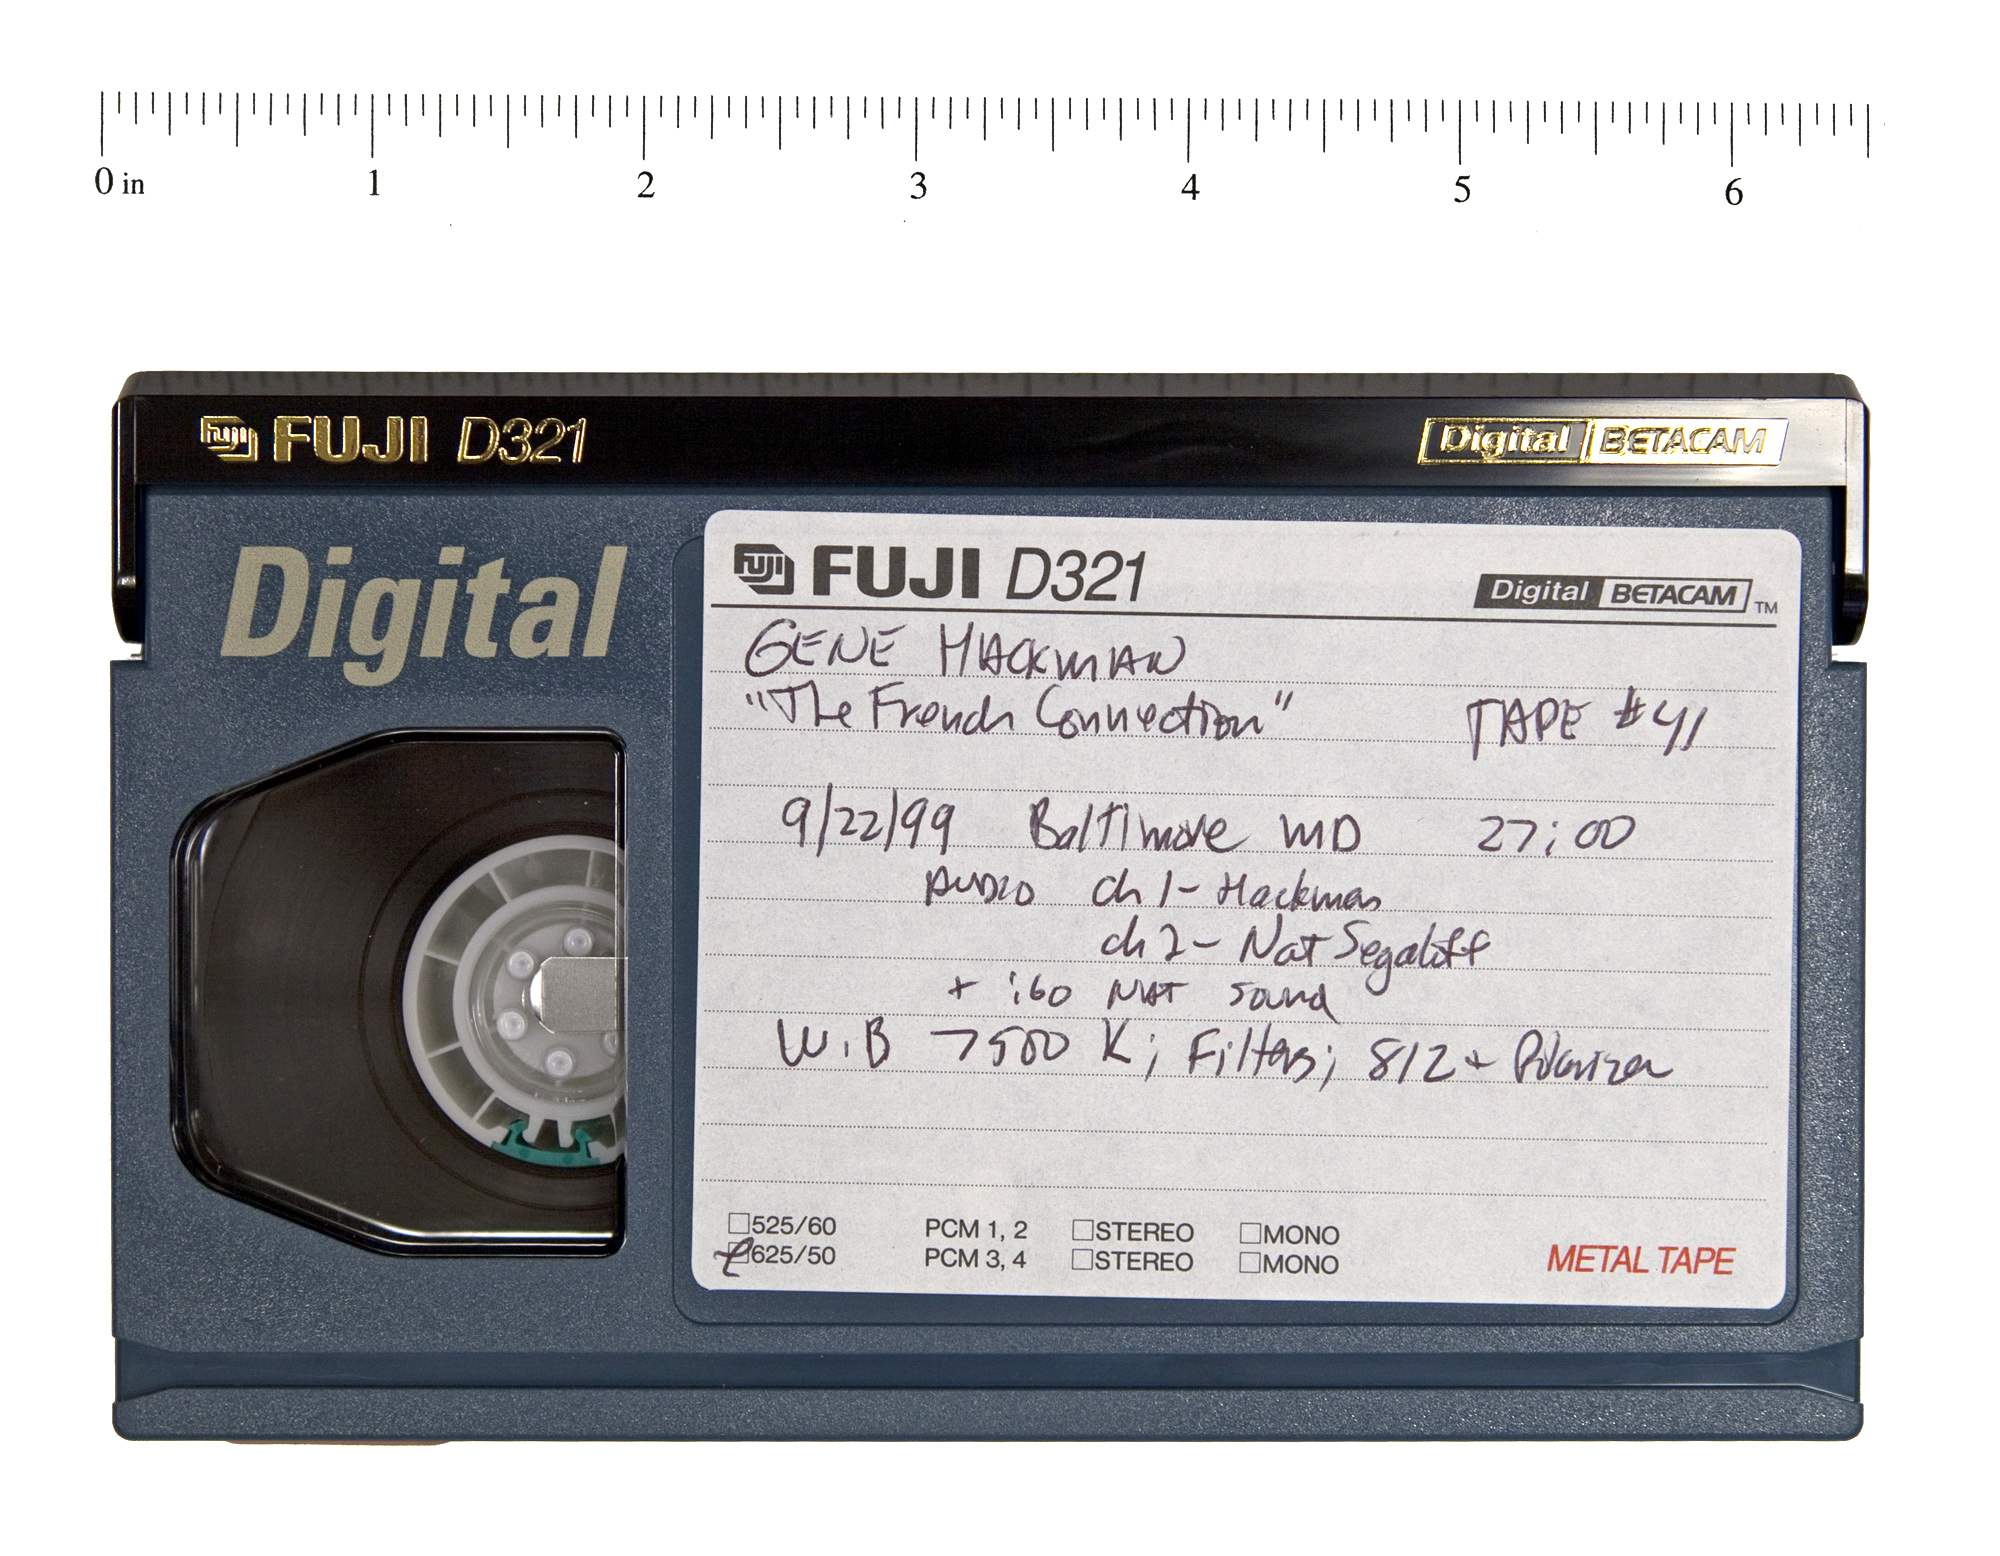 0 in 1 2 3 4 5 6
FUJI FUJI D321 Digital BETACAM
Digital
FUJI FUJI D321 Digital BETACAM TM
GENE HACKMAN
"The French Connection" TAPE #41
9/22/99 Baltimore MD 27:00
AUDIO ch 1 - Hackman
ch 2 - Nat Segaloff
+ :60 NAT Sound
W.B 7500 K; Filters; 812 + Polarizer
525/60 PCM 1, 2 STEREO MONO
625/50 PCM 3, 4 STEREO MONO
METAL TAPE